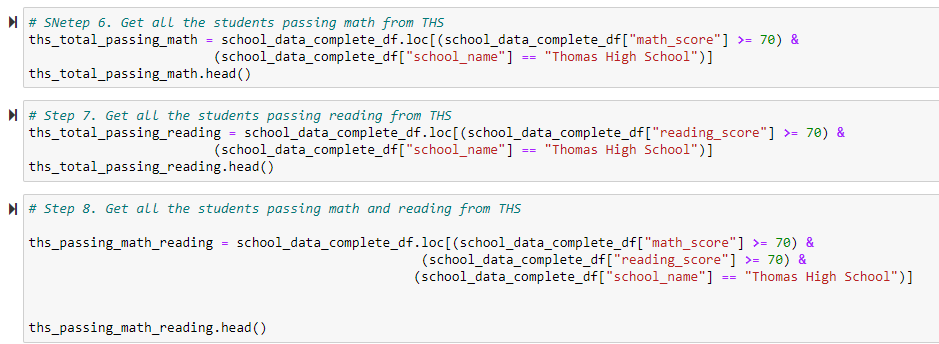 # SNetep 6. Get all the students passing math from THS
ths_total_passing_math = school_data_complete_df.loc[(school_data_complete_df["math_score"] >= 70) &
(school_data_complete_df["school_name"] == "Thomas High School")]
ths_total_passing_math.head()
# Step 7. Get all the students passing reading from THS
ths_total_passing_reading = school_data_complete_df.loc[(school_data_complete_df["reading_score"] >= 70) &
(school_data_complete_df["school_name"] == "Thomas High School")]
ths_total_passing_reading.head()
# Step 8. Get all the students passing math and reading from THS
ths_passing_math_reading = school_data_complete_df.loc[(school_data_complete_df["math_score"] >= 70) &
(school_data_complete_df["reading_score"] >= 70) &
(school_data_complete_df["school_name"] == "Thomas High School")]
ths_passing_math_reading.head()